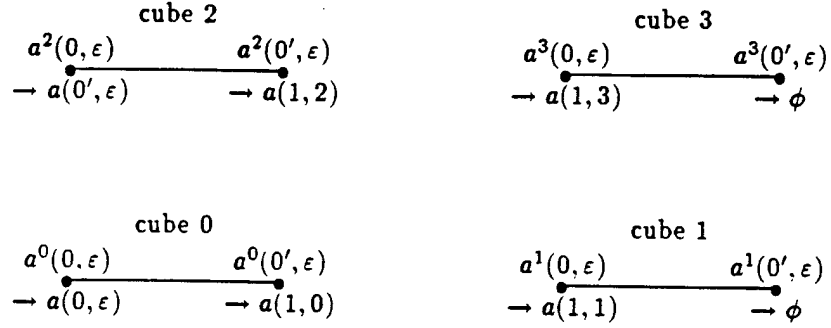 cube 2
a²(0, ε) a²(0′, ε)
→ a(0′, ε) → a(1, 2)
cube 3
a³(0, ε) a³(0′, ε)
→ a(1, 3) → ϕ
cube 0
a⁰(0, ε) a⁰(0′, ε)
→ a(0, ε) → a(1, 0)
cube 1
a¹(0, ε) a¹(0′, ε)
→ a(1, 1) → ϕ